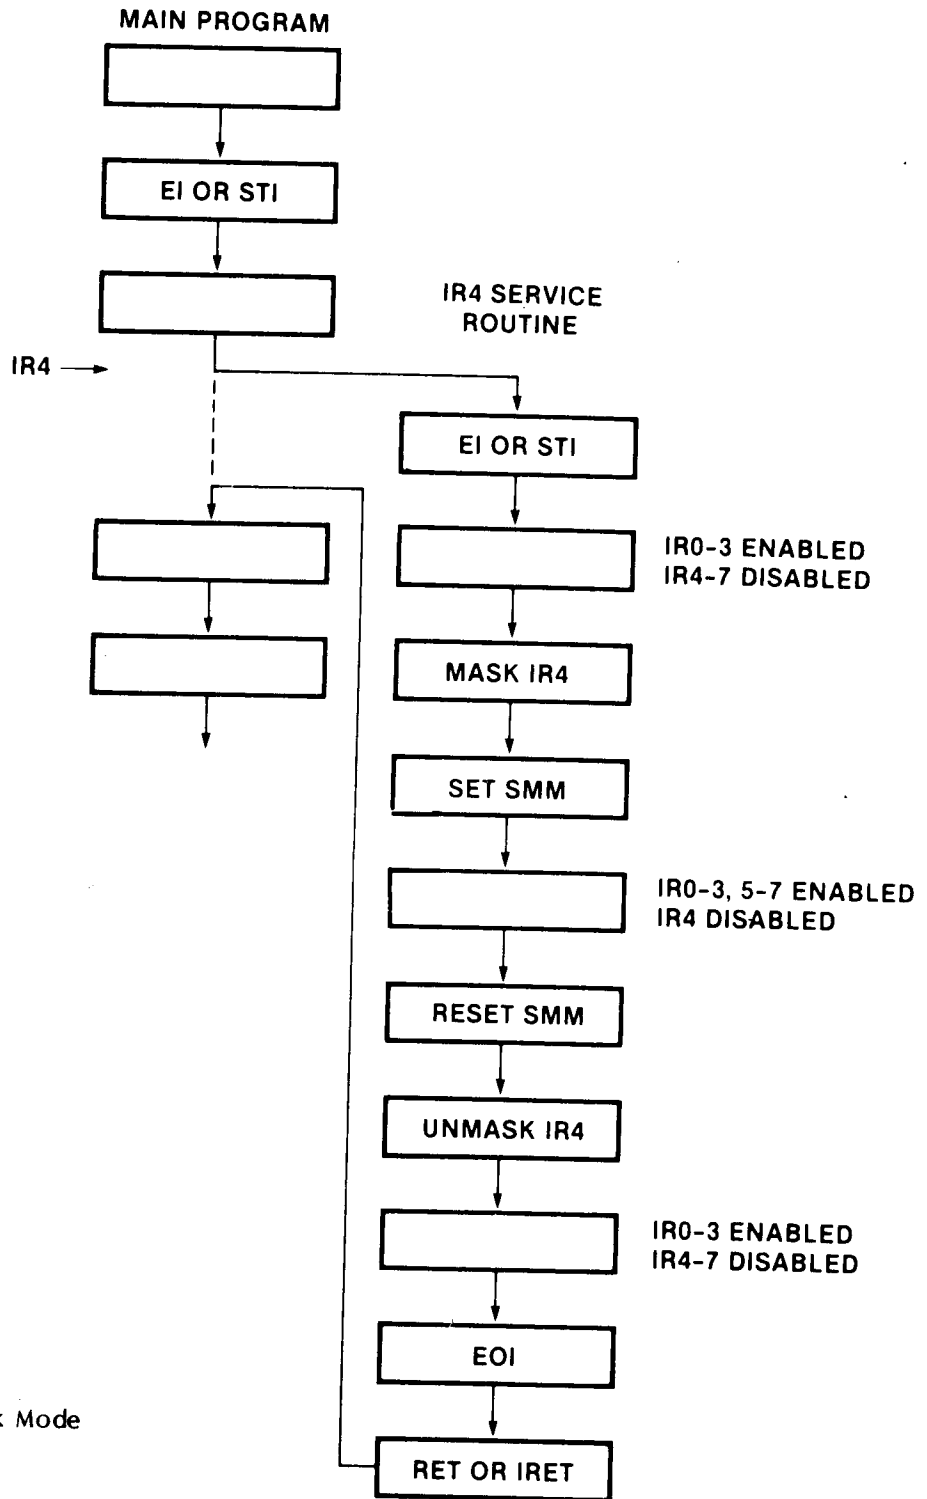 MAIN PROGRAM
EI OR STI
IR4 SERVICE
ROUTINE
IR4
EI OR STI
IR0-3 ENABLED
IR4-7 DISABLED
MASK IR4
SET SMM
IR0-3, 5-7 ENABLED
IR4 DISABLED
RESET SMM
UNMASK IR4
IR0-3 ENABLED
IR4-7 DISABLED
EOI
Mode
RET OR IRET